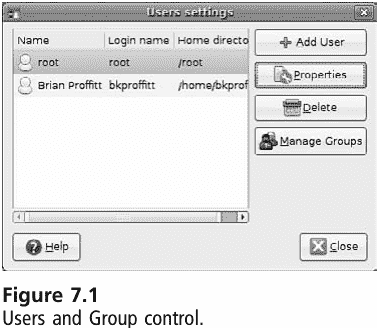 Users settings
Name Login name Home directo
root root /root
Brian Proffitt bkproffitt /home/bkprof
Add User
Properties
Delete
Manage Groups
Help
Close
Figure 7.1
Users and Group control.